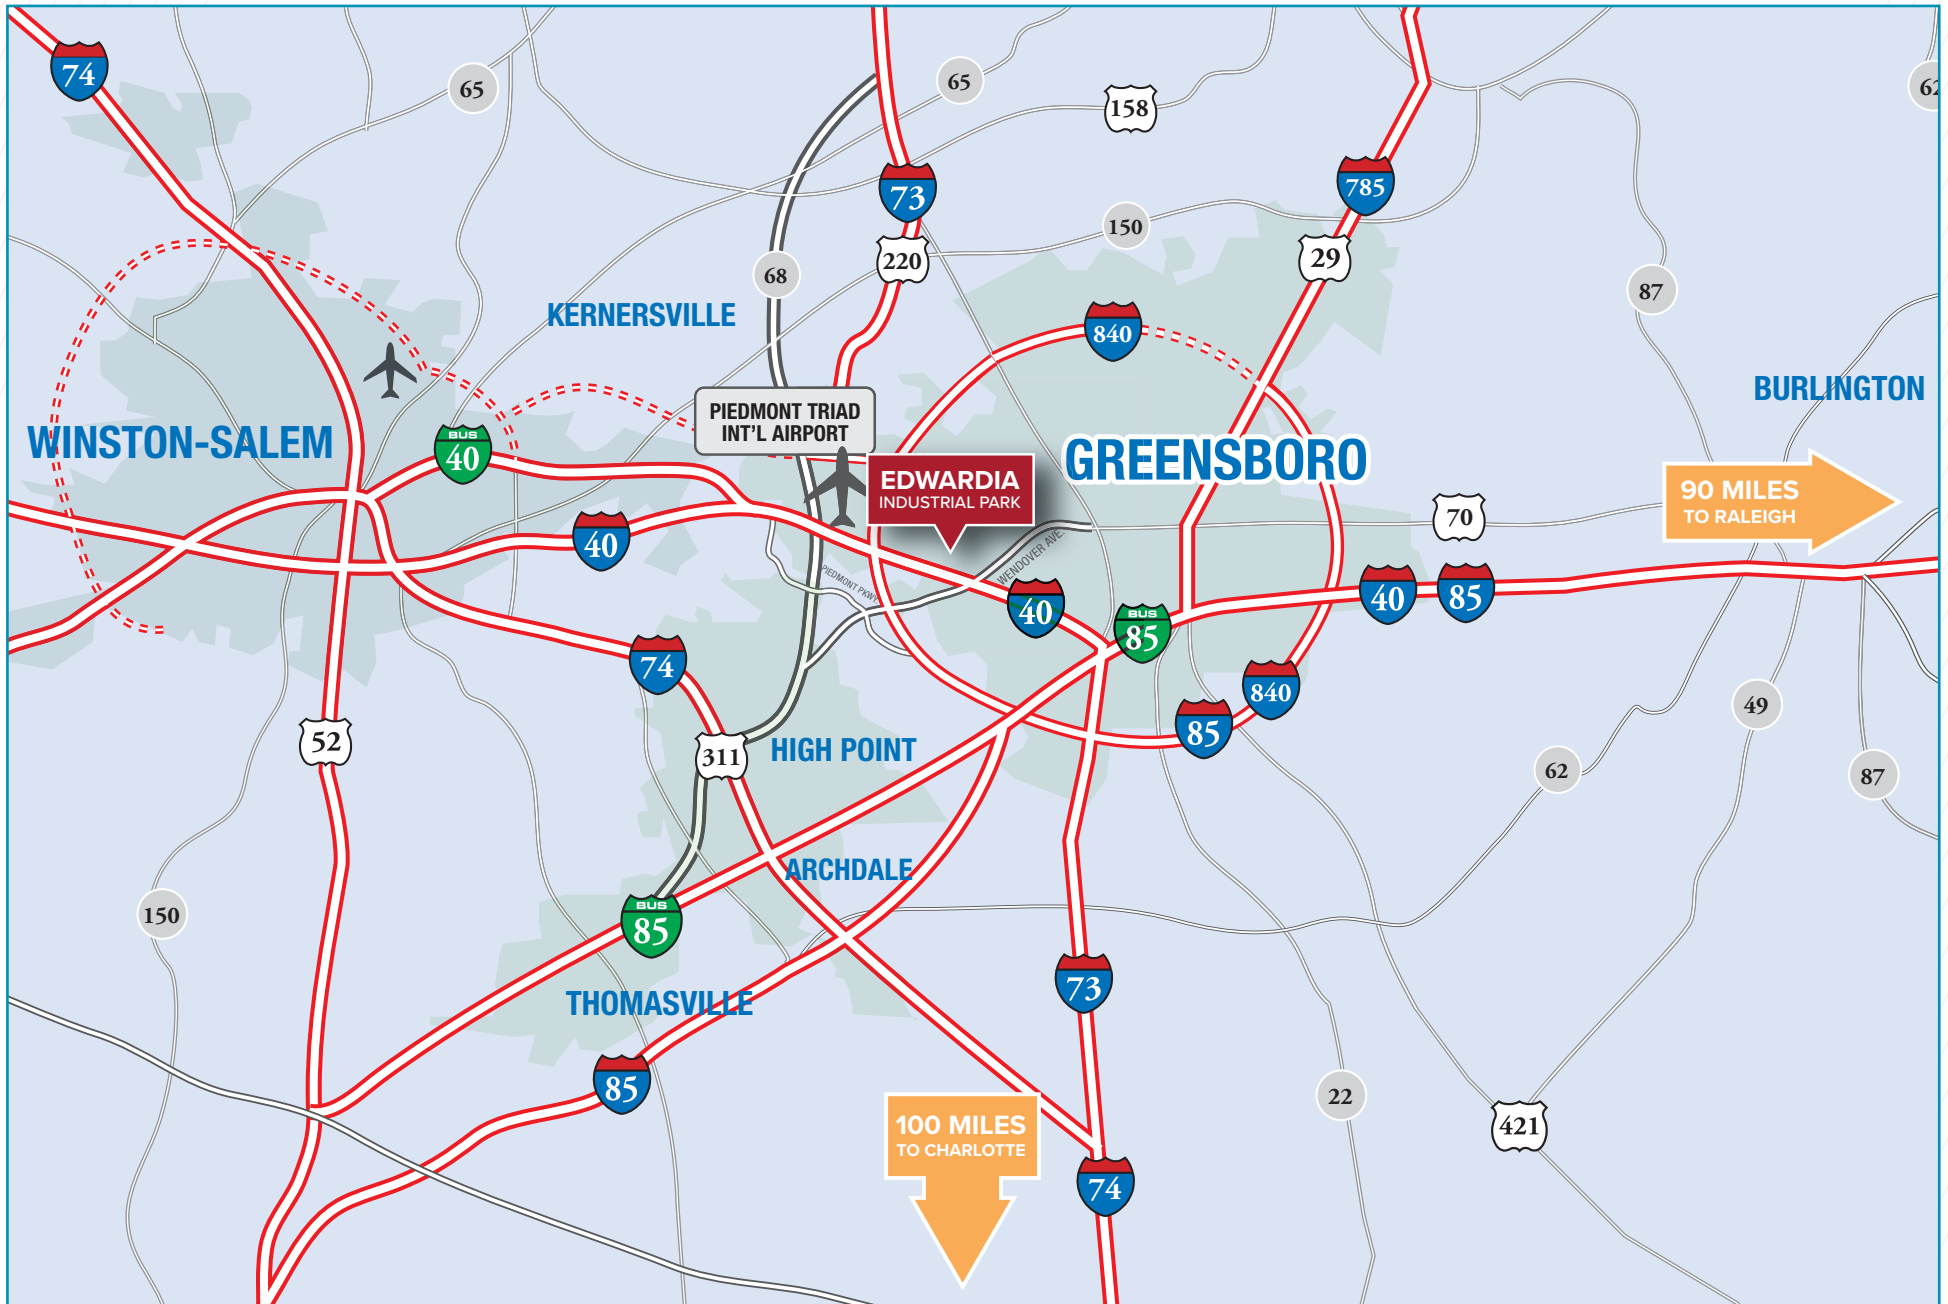 74
65
65
158
62
73
785
150
220
29
68
87
KERNERSVILLE
840
BURLINGTON
PIEDMONT TRIAD
INT'L AIRPORT
WINSTON-SALEM
BUS
40
GREENSBORO
EDWARDIA
INDUSTRIAL PARK
90 MILES
TO RALEIGH
70
40
WENDOVER AVE.
PIEDMONT PKWY
40
BUS
85
40
85
74
840
85
49
52
311
HIGH POINT
62
87
ARCHDALE
150
BUS
85
73
THOMASVILLE
85
22
100 MILES
TO CHARLOTTE
421
74